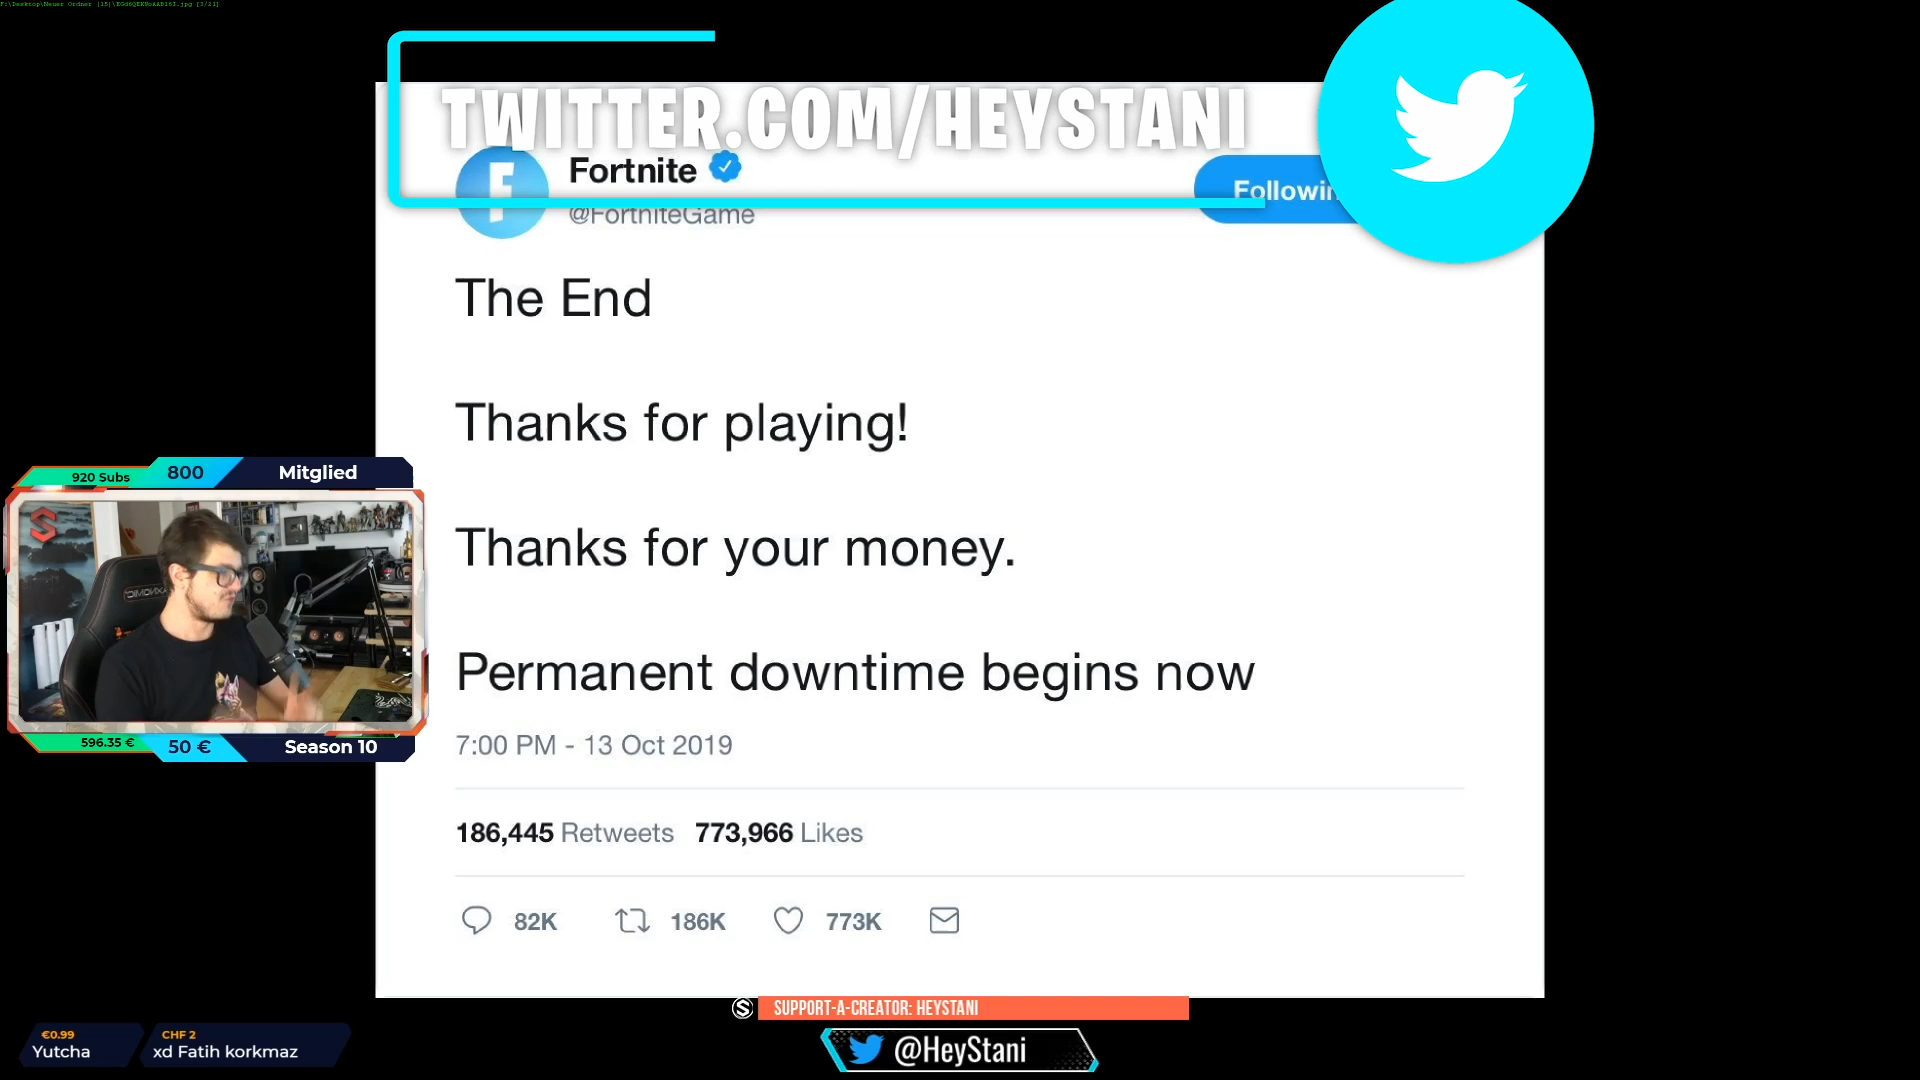 TWITTER.COM/HEYSTANI
Fortnite
@FortniteGame
The End
Thanks for playing!
Thanks for your money.
Permanent downtime begins now
7:00 PM - 13 Oct 2019
186,445 Retweets 773,966 Likes
82K 186K 773K
920 Subs 800 Mitglied
596.35 € 50 € Season 10
SUPPORT-A-CREATOR: HEYSTANI
@HeyStani
€0.99
Yutcha
CHF 2
xd Fatih korkmaz